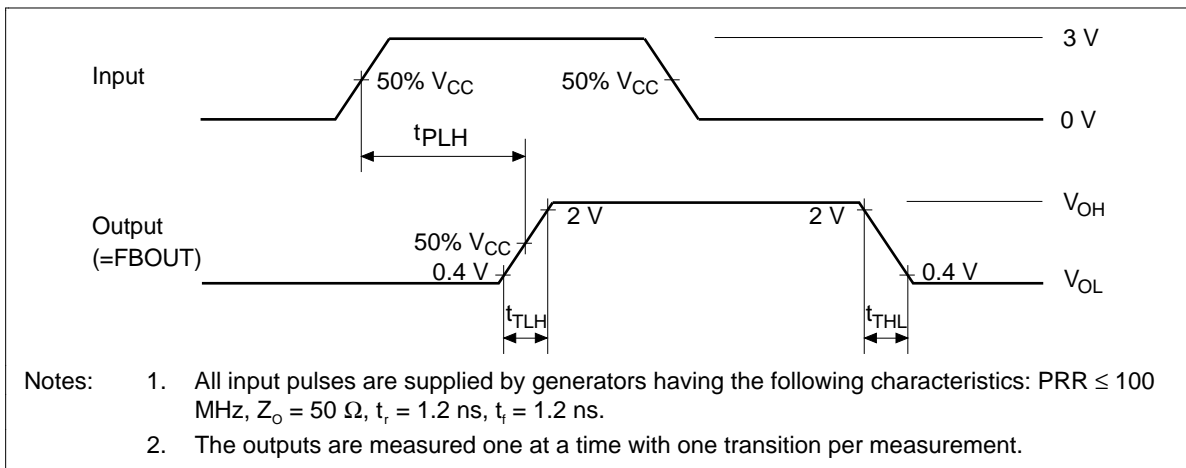 3 V
Input
50% VCC
50% VCC
0 V
tPLH
Output
(=FBOUT)
2 V
2 V
VOH
50% VCC
0.4 V
0.4 V
VOL
tTLH
tTHL
Notes: 1. All input pulses are supplied by generators having the following characteristics: PRR ≤ 100
MHz, Zo = 50 Ω, tr = 1.2 ns, tf = 1.2 ns.
2. The outputs are measured one at a time with one transition per measurement.